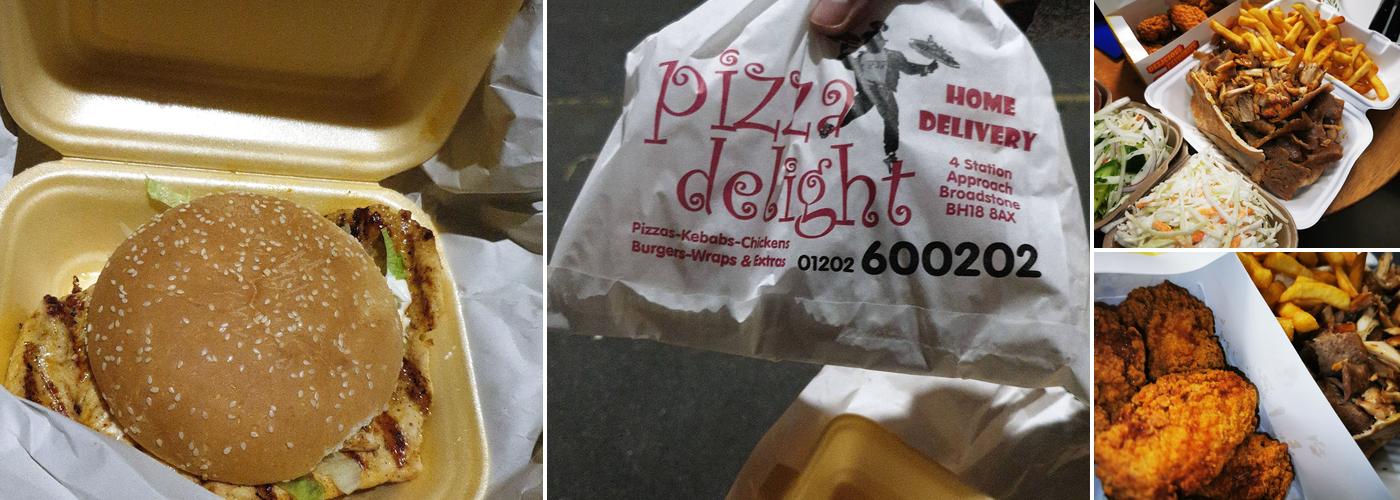 pizza
delight
HOME
DELIVERY
4 Station
Approach
Broadstone
BH18 8AX
Pizzas-Kebabs-Chickens
Burgers-Wraps & Extras
01202 600202